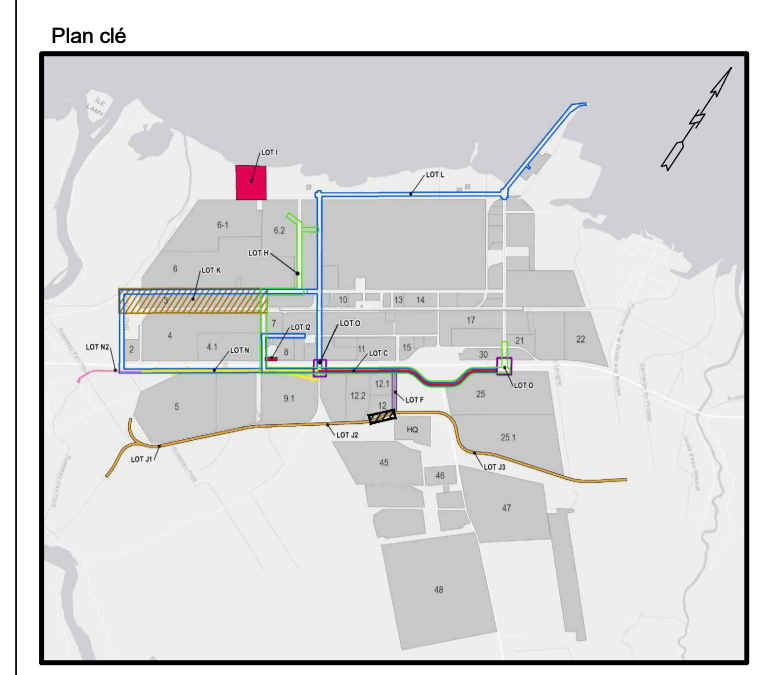 Plan clé
ÎLE
LAMY
LOT I
LOT L
6-1
6.2
LOT H
6
LOT K
3
10
13
14
7
17
LOT I2
LOT O
4
2
4.1
8
11
15
21
22
LOT N2
LOT N
LOT C
30
12.1
LOT O
5
9.1
12.2
12
LOT F
25
HQ
25.1
LOT J2
LOT J1
LOT J3
45
46
47
48